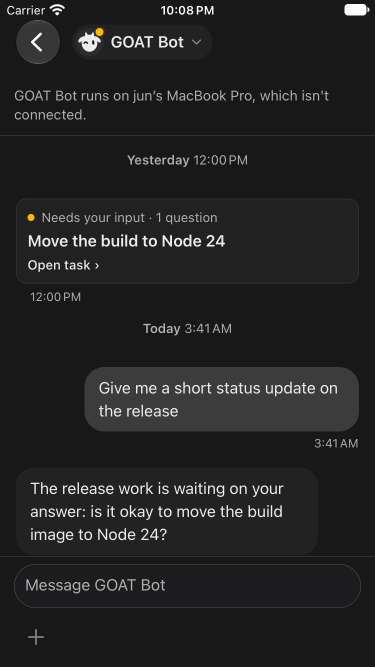 Carrier 10:08 PM
GOAT Bot
GOAT Bot runs on jun’s MacBook Pro, which isn't
connected.
Yesterday 12:00 PM
Needs your input · 1 question
Move the build to Node 24
Open task ›
12:00 PM
Today 3:41 AM
Give me a short status update on
the release
3:41 AM
The release work is waiting on your
answer: is it okay to move the build
image to Node 24?
Message GOAT Bot